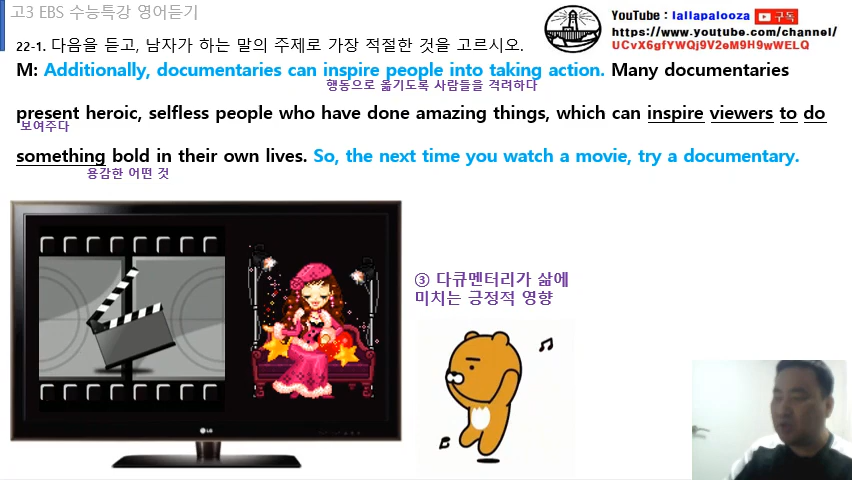 고3 EBS 수능특강 영어듣기
YouTube : lallapalooza 구독
https://www.youtube.com/channel/
UCvX6gfYWQj9V2eM9H9wWELQ
22-1. 다음을 듣고, 남자가 하는 말의 주제로 가장 적절한 것을 고르시오.
M: Additionally, documentaries can inspire people into taking action. Many documentaries
행동으로 옮기도록 사람들을 격려하다
present heroic, selfless people who have done amazing things, which can inspire viewers to do
보여주다
something bold in their own lives. So, the next time you watch a movie, try a documentary.
용감한 어떤 것
③ 다큐멘터리가 삶에
미치는 긍정적 영향
LG